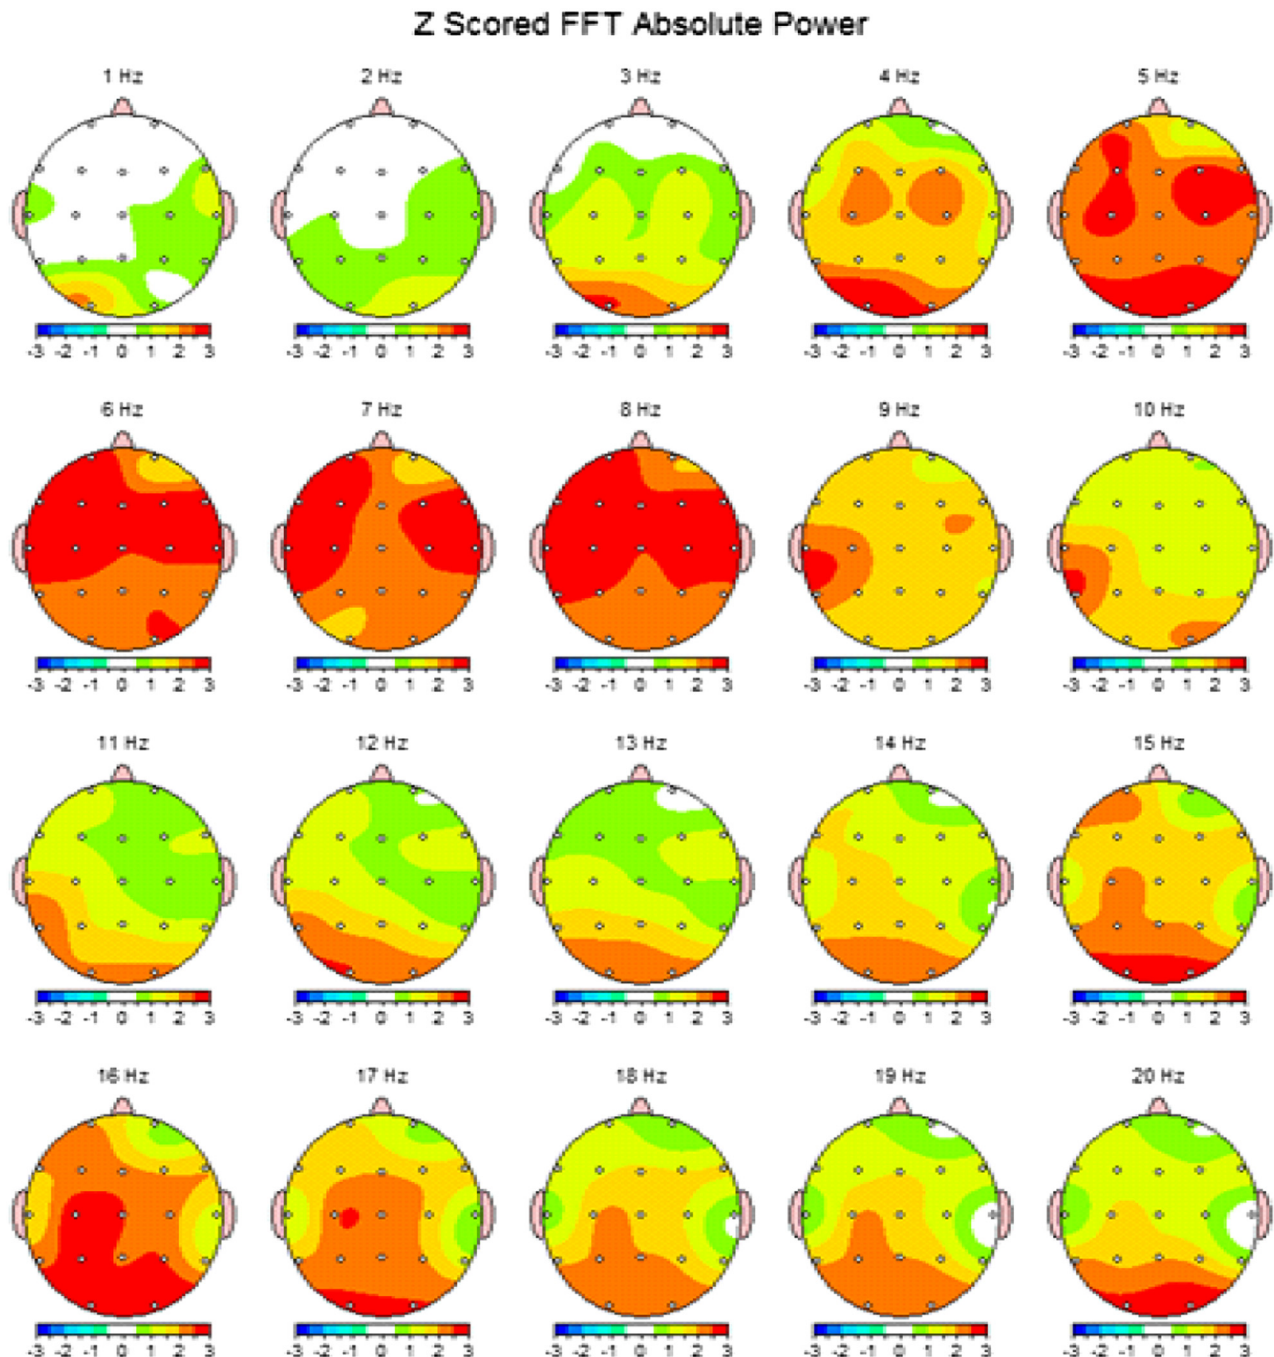 Z Scored FFT Absolute Power
1 Hz 2 Hz 3 Hz 4 Hz 5 Hz
-3 -2 -1 0 1 2 3 -3 -2 -1 0 1 2 3 -3 -2 -1 0 1 2 3 -3 -2 -1 0 1 2 3 -3 -2 -1 0 1 2 3
6 Hz 7 Hz 8 Hz 9 Hz 10 Hz
-3 -2 -1 0 1 2 3 -3 -2 -1 0 1 2 3 -3 -2 -1 0 1 2 3 -3 -2 -1 0 1 2 3 -3 -2 -1 0 1 2 3
11 Hz 12 Hz 13 Hz 14 Hz 15 Hz
-3 -2 -1 0 1 2 3 -3 -2 -1 0 1 2 3 -3 -2 -1 0 1 2 3 -3 -2 -1 0 1 2 3 -3 -2 -1 0 1 2 3
16 Hz 17 Hz 18 Hz 19 Hz 20 Hz
-3 -2 -1 0 1 2 3 -3 -2 -1 0 1 2 3 -3 -2 -1 0 1 2 3 -3 -2 -1 0 1 2 3 -3 -2 -1 0 1 2 3